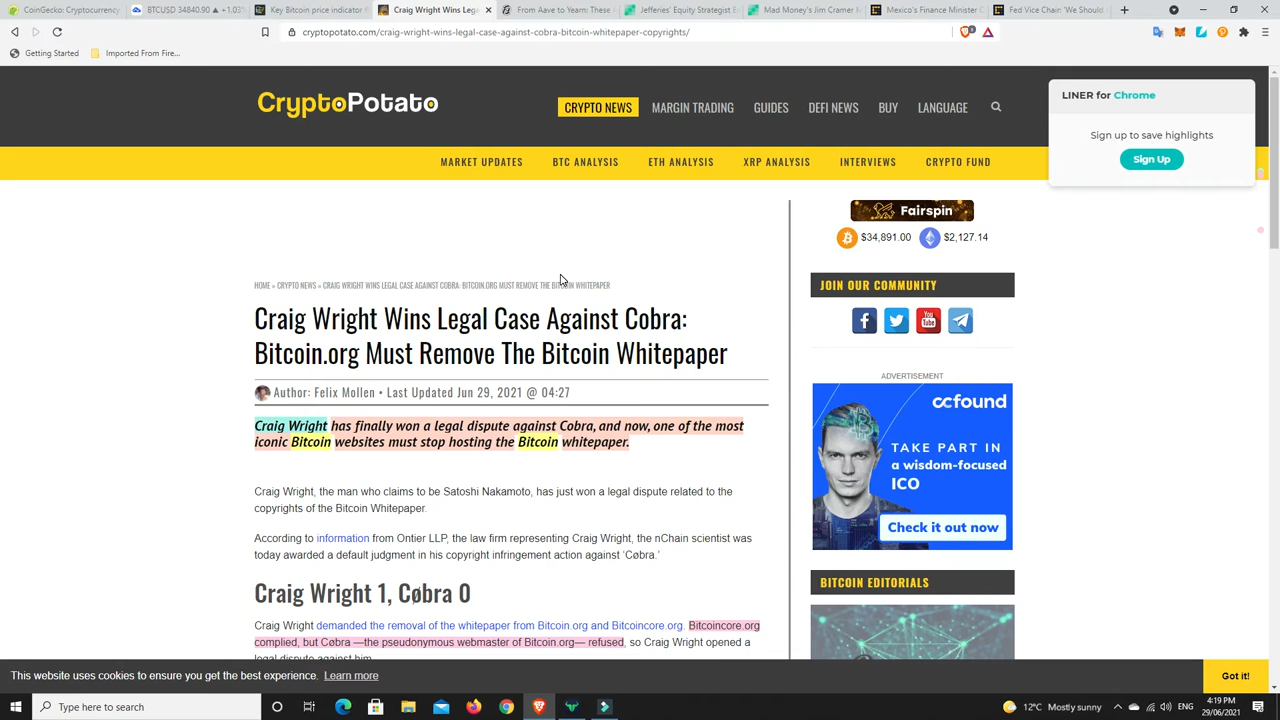 CoinGecko: Cryptocurrency
BTCUSD 34840.90 ▲ +1.03%
Key Bitcoin price indicator f
Craig Wright Wins Lega
From Aave to Yearn: These
Jefferies' Equity Strategist E
Mad Money's Jim Cramer H
Mexico's Finance Minister C
Fed Vice Chair: 'We Should
cryptopotato.com/craig-wright-wins-legal-case-against-cobra-bitcoin-whitepaper-copyrights/
Getting Started
Imported From Fire...
CryptoPotato
CRYPTO NEWS
MARGIN TRADING
GUIDES
DEFI NEWS
BUY
LANGUAGE
LINER for Chrome
Sign up to save highlights
Sign Up
MARKET UPDATES
BTC ANALYSIS
ETH ANALYSIS
XRP ANALYSIS
INTERVIEWS
CRYPTO FUND
Fairspin
$34,891.00
$2,127.14
HOME » CRYPTO NEWS » CRAIG WRIGHT WINS LEGAL CASE AGAINST COBRA: BITCOIN.ORG MUST REMOVE THE BITCOIN WHITEPAPER
Craig Wright Wins Legal Case Against Cobra:
Bitcoin.org Must Remove The Bitcoin Whitepaper
Author: Felix Mollen • Last Updated Jun 29, 2021 @ 04:27
Craig Wright has finally won a legal dispute against Cobra, and now, one of the most
iconic Bitcoin websites must stop hosting the Bitcoin whitepaper.
Craig Wright, the man who claims to be Satoshi Nakamoto, has just won a legal dispute related to the
copyrights of the Bitcoin Whitepaper.
According to information from Ontier LLP, the law firm representing Craig Wright, the nChain scientist was
today awarded a default judgment in his copyright infringement action against 'Cøbra.'
Craig Wright 1, Cøbra 0
Craig Wright demanded the removal of the whitepaper from Bitcoin.org and Bitcoincore.org. Bitcoincore.org
complied, but Cøbra —the pseudonymous webmaster of Bitcoin.org— refused, so Craig Wright opened a
legal dispute against him.
JOIN OUR COMMUNITY
You
Tube
ADVERTISEMENT
ccfound
TAKE PART IN
a wisdom-focused
ICO
Check it out now
BITCOIN EDITORIALS
This website uses cookies to ensure you get the best experience. Learn more
Got it!
Type here to search
12°C Mostly sunny
ENG
4:19 PM
29/06/2021